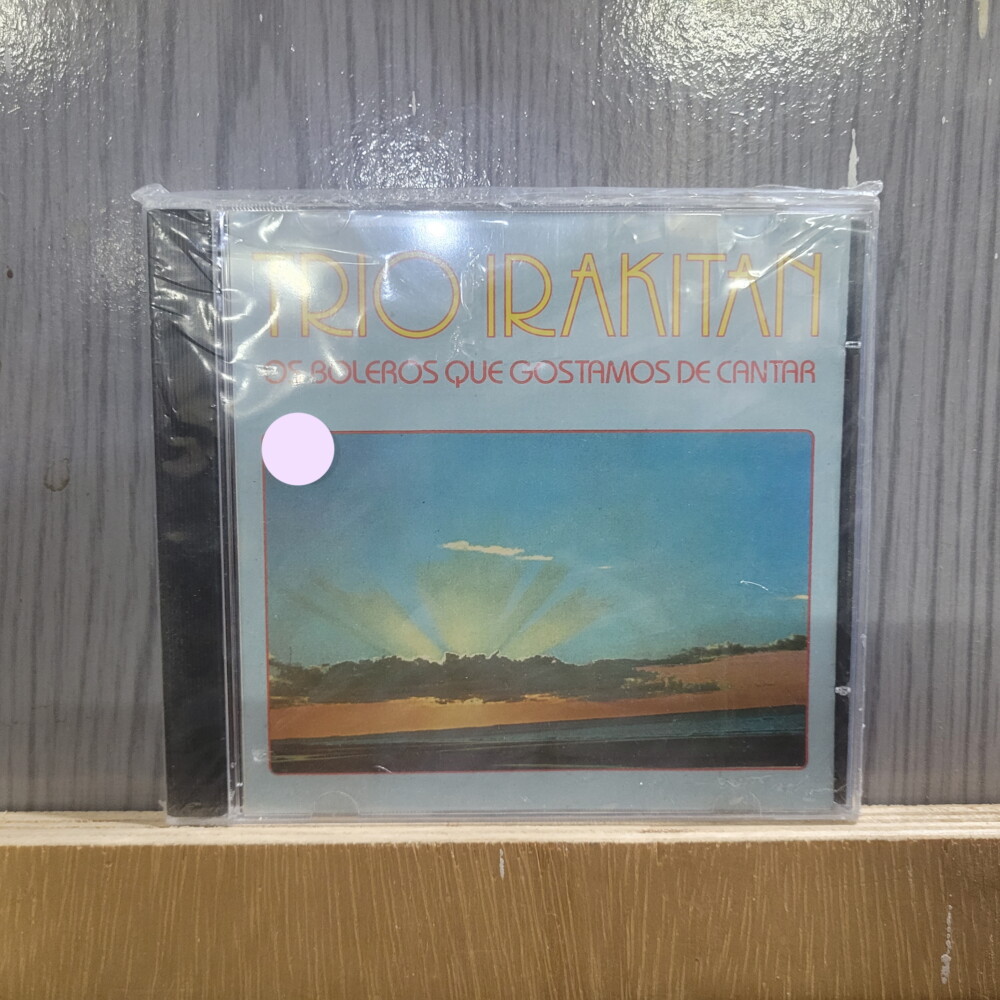 TRIO IRAKITAN
OS BOLEROS QUE GOSTAMOS DE CANTAR